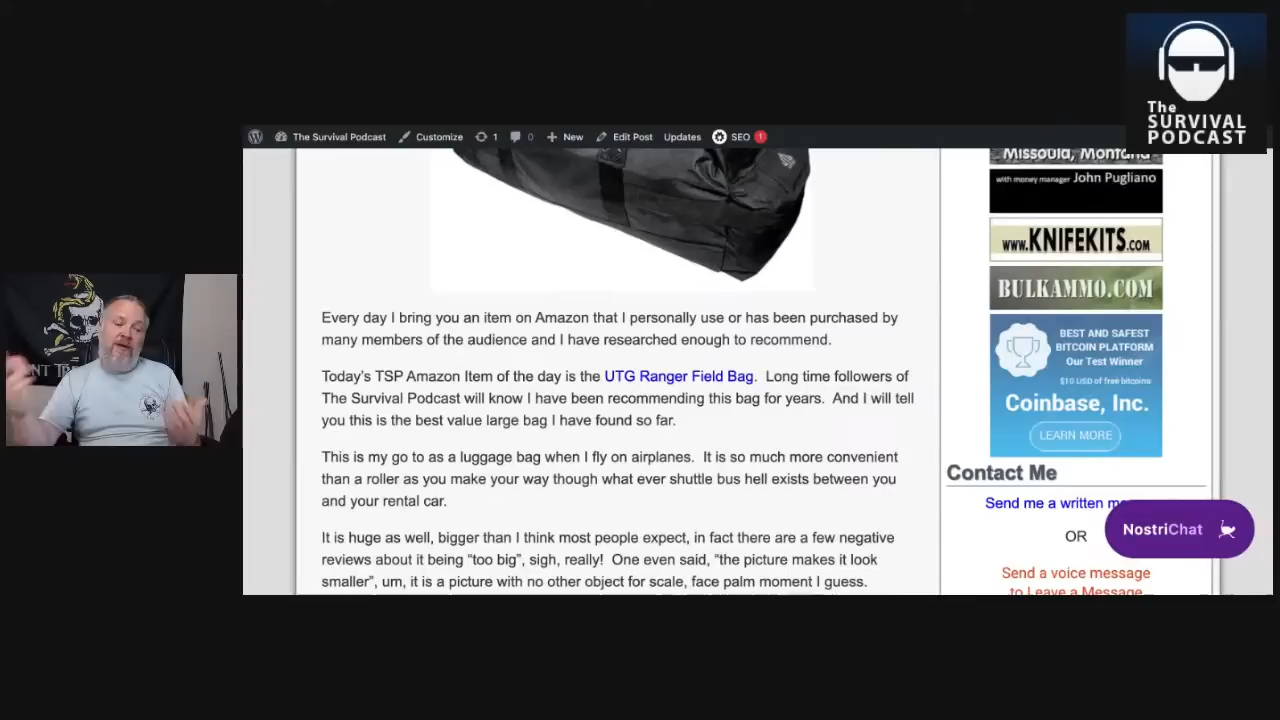 The
SURVIVAL
PODCAST
The Survival Podcast Customize 1 0 New Edit Post Updates SEO 1
Missoula, Montana
with money manager John Pugliano
www.KNIFEKITS.com
BULKAMMO.COM
BEST AND SAFEST
BITCOIN PLATFORM
Our Test Winner
$10 USD of free bitcoins
Coinbase, Inc.
LEARN MORE
Every day I bring you an item on Amazon that I personally use or has been purchased by
many members of the audience and I have researched enough to recommend.
Today's TSP Amazon Item of the day is the UTG Ranger Field Bag. Long time followers of
The Survival Podcast will know I have been recommending this bag for years. And I will tell
you this is the best value large bag I have found so far.
This is my go to as a luggage bag when I fly on airplanes. It is so much more convenient
than a roller as you make your way though what ever shuttle bus hell exists between you
and your rental car.
It is huge as well, bigger than I think most people expect, in fact there are a few negative
reviews about it being “too big”, sigh, really! One even said, “the picture makes it look
smaller”, um, it is a picture with no other object for scale, face palm moment I guess.
Contact Me
Send me a written
OR
Send a voice message
to Leave a Message
NostriChat